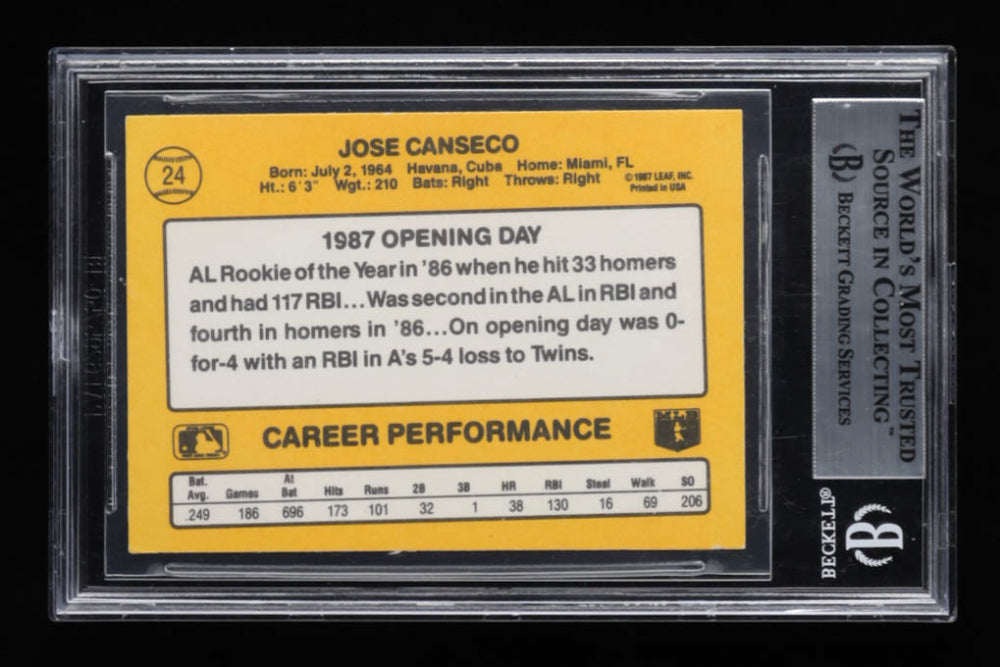 24
JOSE CANSECO
Born: July 2, 1964 Havana, Cuba Home: Miami, FL
Ht.: 6'3" Wgt.: 210 Bats: Right Throws: Right
©1987 LEAF, INC.
Printed in USA
1987 OPENING DAY
AL Rookie of the Year in '86 when he hit 33 homers
and had 117 RBI...Was second in the AL in RBI and
fourth in homers in '86...On opening day was 0-
for-4 with an RBI in A's 5-4 loss to Twins.
CAREER PERFORMANCE
MLB
Bat. Avg. Games At Bat Hits Runs 2B 3B HR RBI Steal Walk SO
.249 186 696 173 101 32 1 38 130 16 69 206
THE WORLD'S MOST TRUSTED
SOURCE IN COLLECTING™
B BECKETT GRADING SERVICES
BECKETT®
B